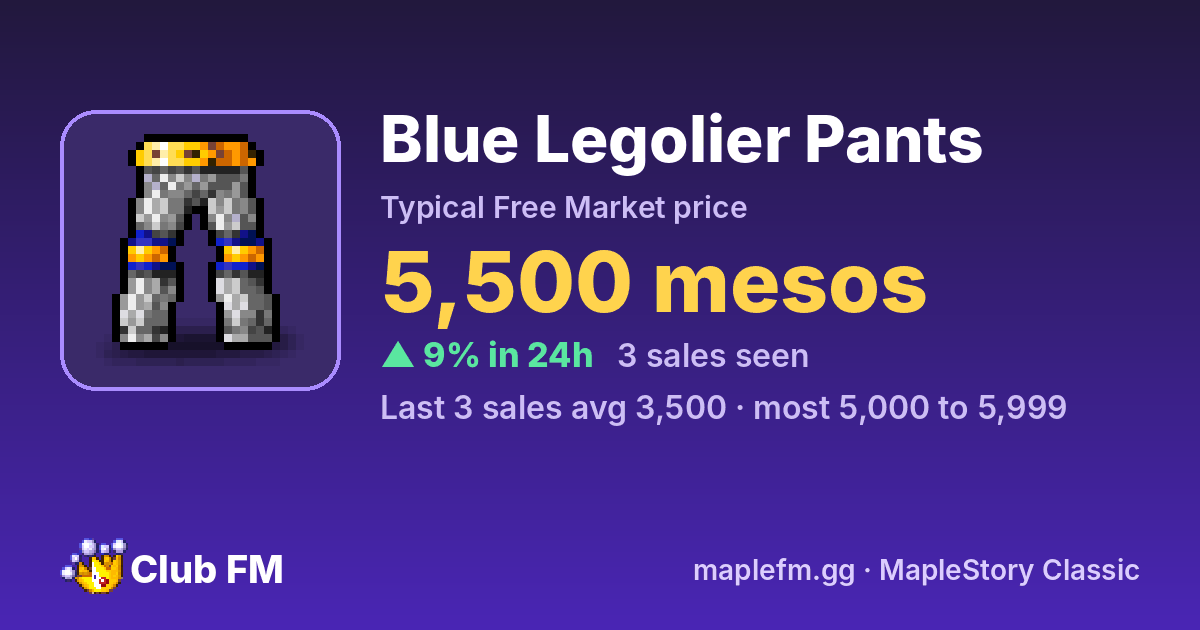 Blue Legolier Pants
Typical Free Market price
5,500 mesos
▲ 9% in 24h 3 sales seen
Last 3 sales avg 3,500 · most 5,000 to 5,999
Club FM
maplefm.gg · MapleStory Classic